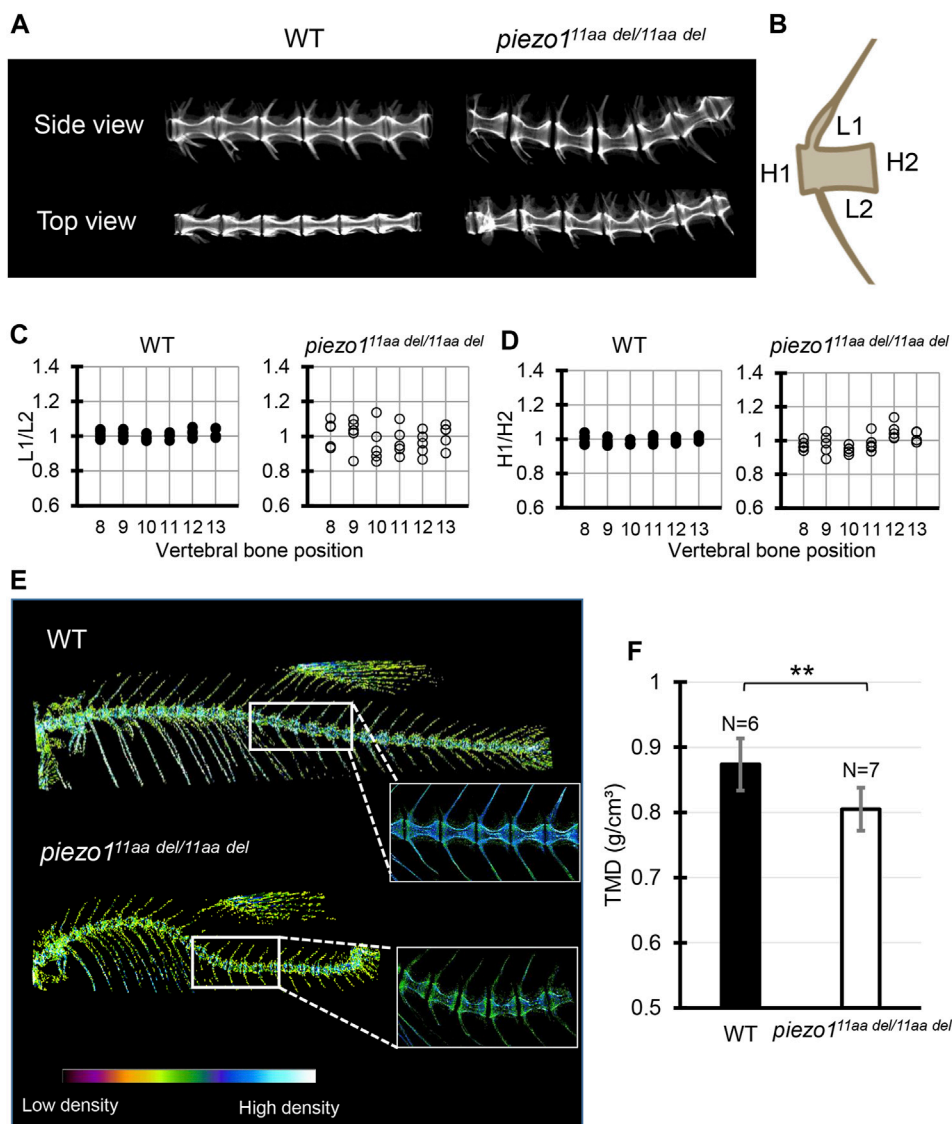 A
WT
piezo1 11aa del/11aa del
B
Side view
Top view
L1
H1
H2
L2
C
WT
piezo1 11aa del/11aa del
D
WT
piezo1 11aa del/11aa del
1.4
1.2
1
0.8
0.6
L1/L2
8 9 10 11 12 13
1.4
1.2
1.0
0.8
0.6
8 9 10 11 12 13
Vertebral bone position
1.4
1.2
1
0.8
0.6
H1/H2
8 9 10 11 12 13
1.4
1.2
1.0
0.8
0.6
8 9 10 11 12 13
Vertebral bone position
E
WT
piezo1 11aa del/11aa del
Low density
High density
F
**
N=6
N=7
1
0.9
0.8
0.7
0.6
0.5
TMD (g/cm³)
WT
piezo1 11aa del/11aa del